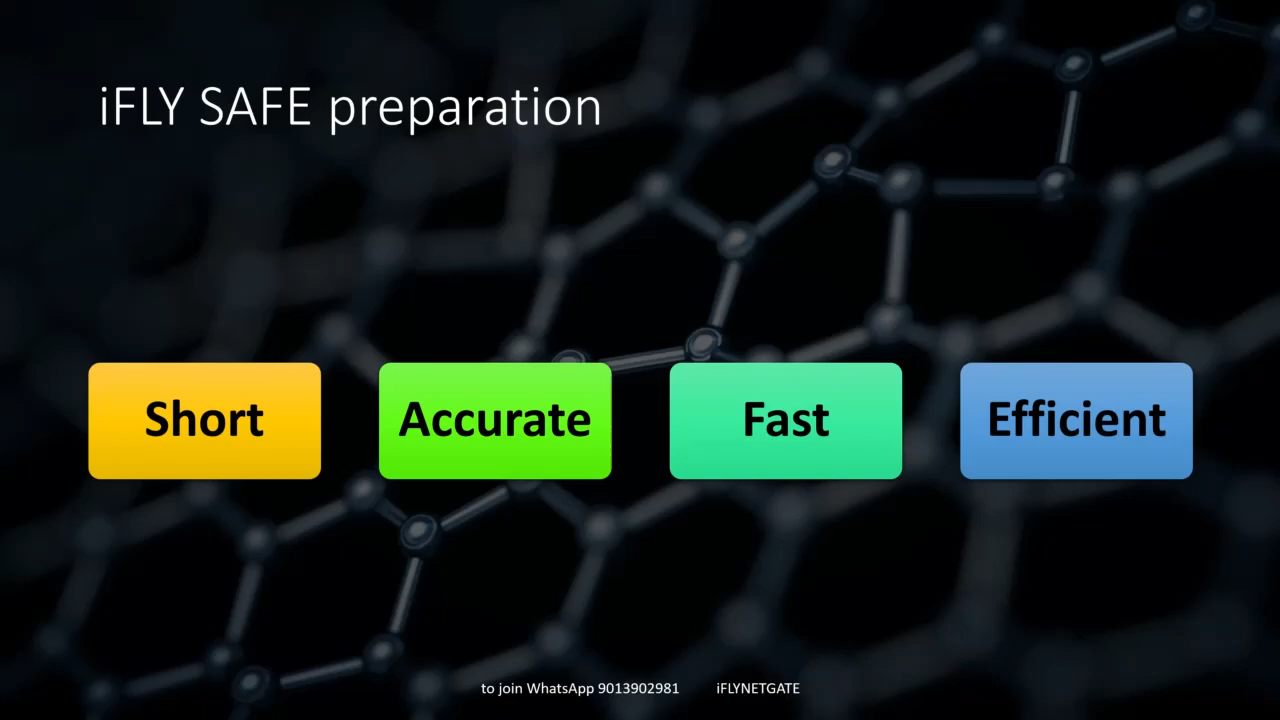 iFLY SAFE preparation
Short
Accurate
Fast
Efficient
to join WhatsApp 9013902981 iFLYNETGATE